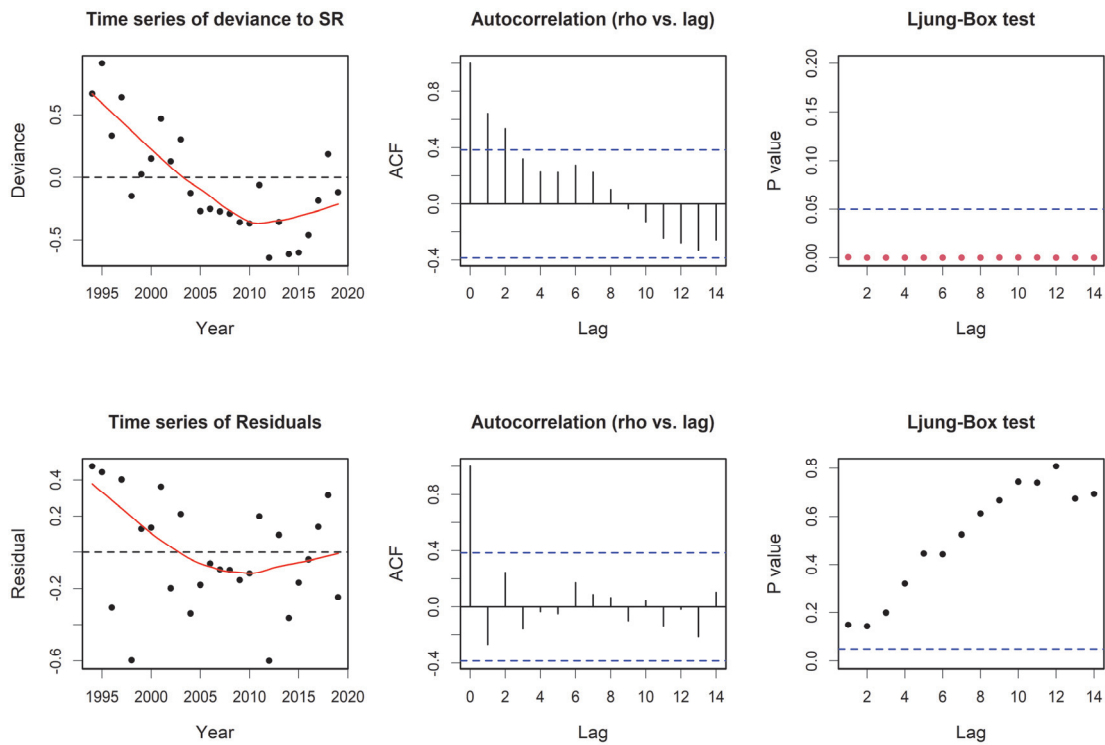 Time series of deviance to SR
Deviance
0.5
0.0
-0.5
1995 2000 2005 2010 2015 2020
Year
Autocorrelation (rho vs. lag)
ACF
0.8
0.4
0.0
-0.4
0 2 4 6 8 10 12 14
Lag
Ljung-Box test
P value
0.20
0.15
0.10
0.05
0.00
2 4 6 8 10 12 14
Lag
Time series of Residuals
Residual
0.4
0.2
-0.2
-0.6
1995 2000 2005 2010 2015 2020
Year
Autocorrelation (rho vs. lag)
ACF
0.8
0.4
0.0
-0.4
0 2 4 6 8 10 12 14
Lag
Ljung-Box test
P value
0.8
0.6
0.4
0.2
0.0
2 4 6 8 10 12 14
Lag